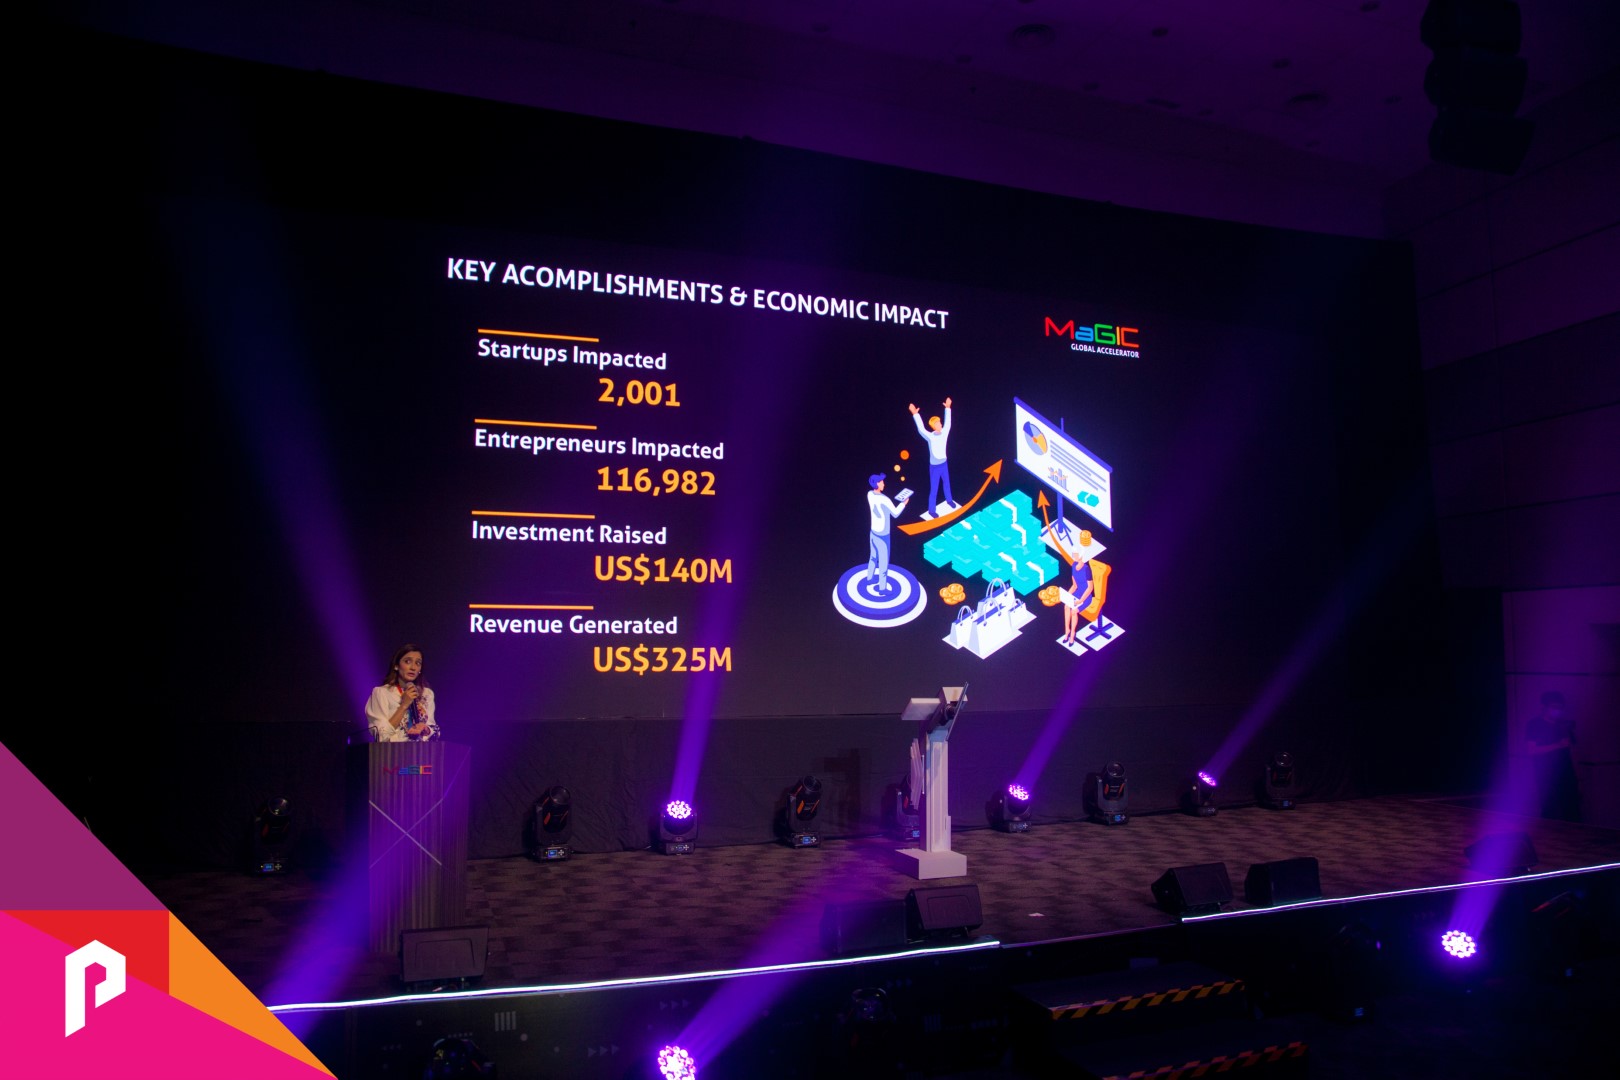 KEY ACOMPLISHMENTS & ECONOMIC IMPACT
MaGIC
GLOBAL ACCELERATOR
Startups Impacted
2,001
Entrepreneurs Impacted
116,982
Investment Raised
US$140M
Revenue Generated
US$325M
MaGIC
P